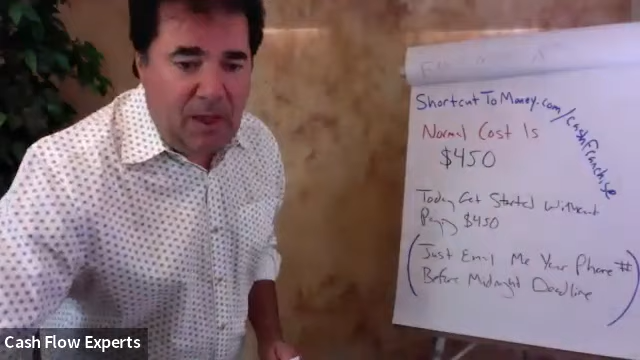 ShortcutToMoney.com/cashFranchise
Normal Cost Is
$450
Today Get Started Without
Paying $450
(Just Email Me Your Phone #
Before Midnight Deadline)
Cash Flow Experts